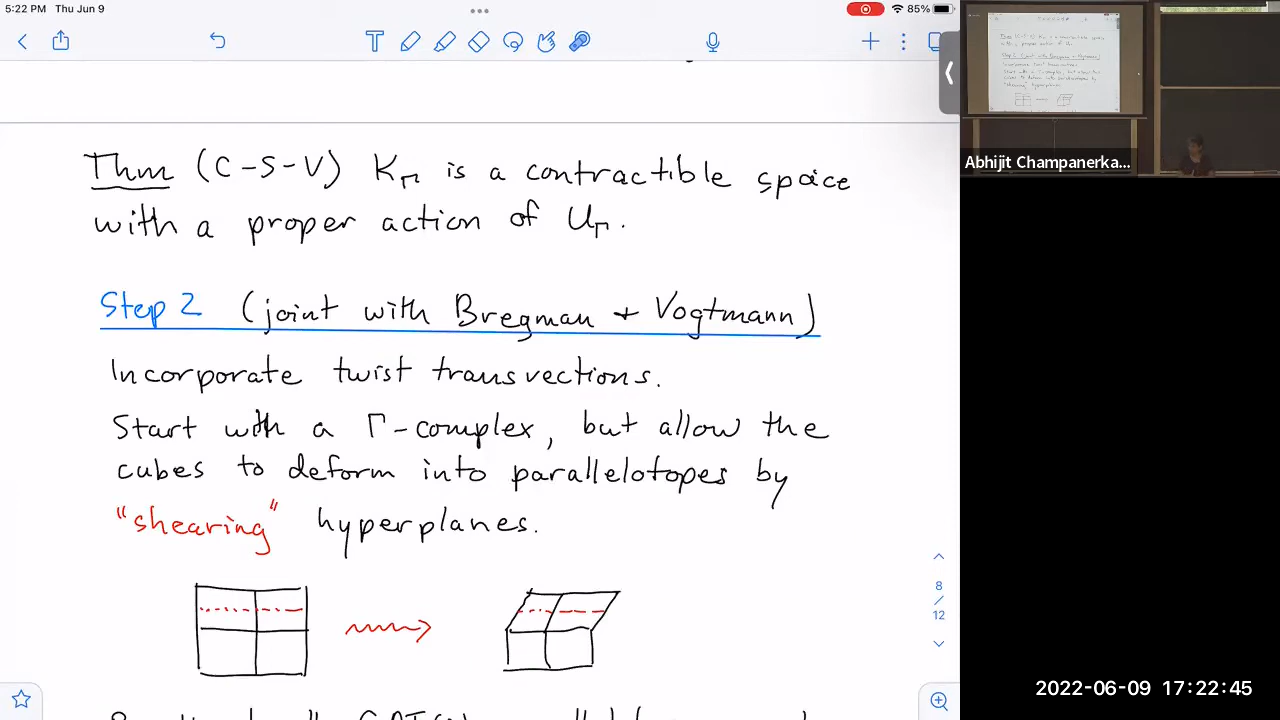 5:22 PM Thu Jun 9
85%
Thm (C-S-V) K_Γ is a contractible space
with a proper action of U_Γ.
Step 2 (joint with Bregman + Vogtmann)
Incorporate twist transvections.
Start with a Γ-complex, but allow the
cubes to deform into parallelotopes by
"shearing" hyperplanes.
8
/
12
Abhijit Champanerka...
2022-06-09 17:22:45